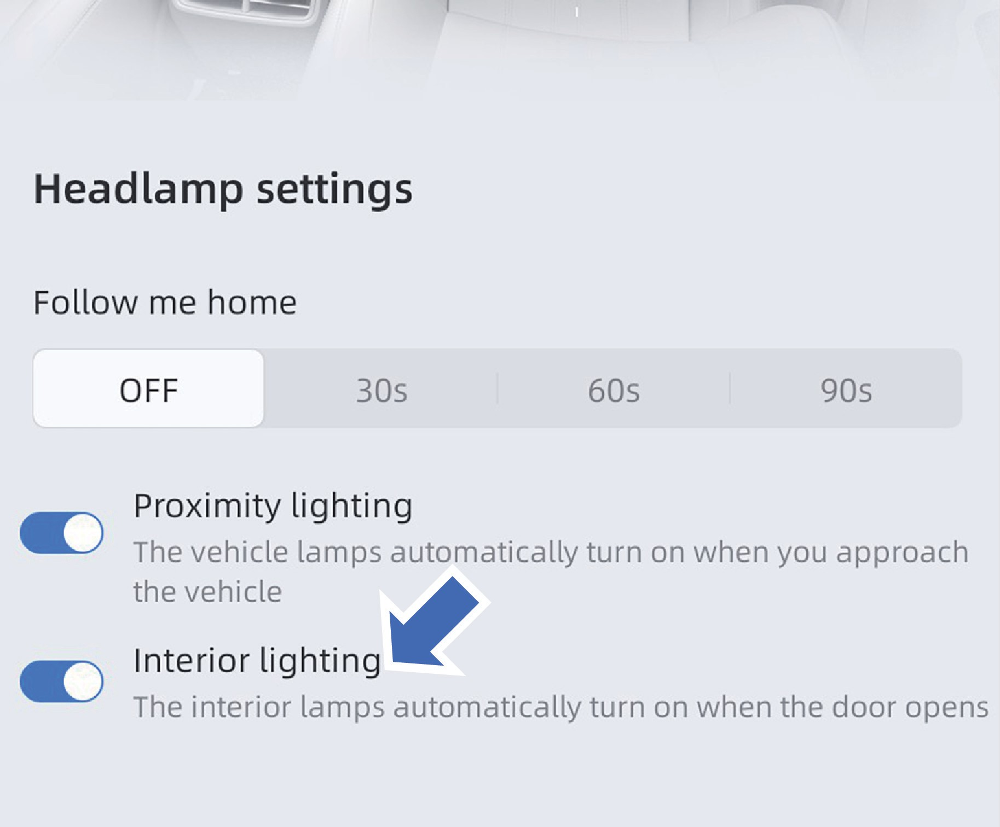 Headlamp settings
Follow me home
OFF 30s 60s 90s
Proximity lighting
The vehicle lamps automatically turn on when you approach
the vehicle
Interior lighting
The interior lamps automatically turn on when the door opens